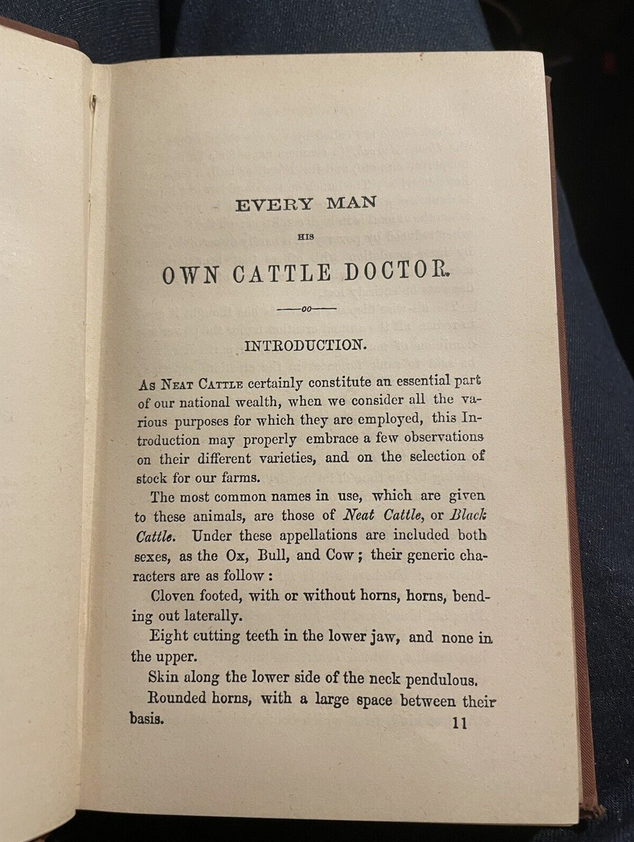 EVERY MAN
HIS
OWN CATTLE DOCTOR.
INTRODUCTION.
As Neat Cattle certainly constitute an essential part
of our national wealth, when we consider all the va-
rious purposes for which they are employed, this In-
troduction may properly embrace a few observations
on their different varieties, and on the selection of
stock for our farms.
The most common names in use, which are given
to these animals, are those of Neat Cattle, or Black
Cattle. Under these appellations are included both
sexes, as the Ox, Bull, and Cow; their generic cha-
racters are as follow:
Cloven footed, with or without horns, horns, bend-
ing out laterally.
Eight cutting teeth in the lower jaw, and none in
the upper.
Skin along the lower side of the neck pendulous.
Rounded horns, with a large space between their
basis.
11